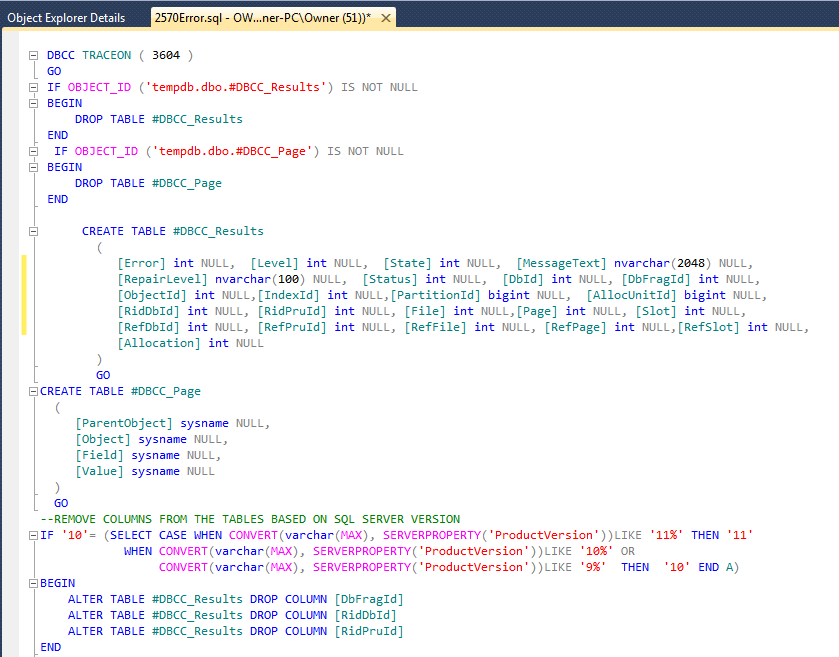 Object Explorer Details
2570Error.sql - OW...ner-PC\Owner (51))*
DBCC TRACEON ( 3604 )
GO
IF OBJECT_ID ('tempdb.dbo.#DBCC_Results') IS NOT NULL
BEGIN
DROP TABLE #DBCC_Results
END
IF OBJECT_ID ('tempdb.dbo.#DBCC_Page') IS NOT NULL
BEGIN
DROP TABLE #DBCC_Page
END
CREATE TABLE #DBCC_Results
(
[Error] int NULL, [Level] int NULL, [State] int NULL, [MessageText] nvarchar(2048) NULL,
[RepairLevel] nvarchar(100) NULL, [Status] int NULL, [DbId] int NULL, [DbFragId] int NULL,
[ObjectId] int NULL,[IndexId] int NULL,[PartitionId] bigint NULL, [AllocUnitId] bigint NULL,
[RidDbId] int NULL, [RidPruId] int NULL, [File] int NULL,[Page] int NULL, [Slot] int NULL,
[RefDbId] int NULL, [RefPruId] int NULL, [RefFile] int NULL, [RefPage] int NULL,[RefSlot] int NULL,
[Allocation] int NULL
)
GO
CREATE TABLE #DBCC_Page
(
[ParentObject] sysname NULL,
[Object] sysname NULL,
[Field] sysname NULL,
[Value] sysname NULL
)
GO
--REMOVE COLUMNS FROM THE TABLES BASED ON SQL SERVER VERSION
IF '10'= (SELECT CASE WHEN CONVERT(varchar(MAX), SERVERPROPERTY('ProductVersion'))LIKE '11%' THEN '11'
WHEN CONVERT(varchar(MAX), SERVERPROPERTY('ProductVersion'))LIKE '10%' OR
CONVERT(varchar(MAX), SERVERPROPERTY('ProductVersion'))LIKE '9%' THEN '10' END A)
BEGIN
ALTER TABLE #DBCC_Results DROP COLUMN [DbFragId]
ALTER TABLE #DBCC_Results DROP COLUMN [RidDbId]
ALTER TABLE #DBCC_Results DROP COLUMN [RidPruId]
END